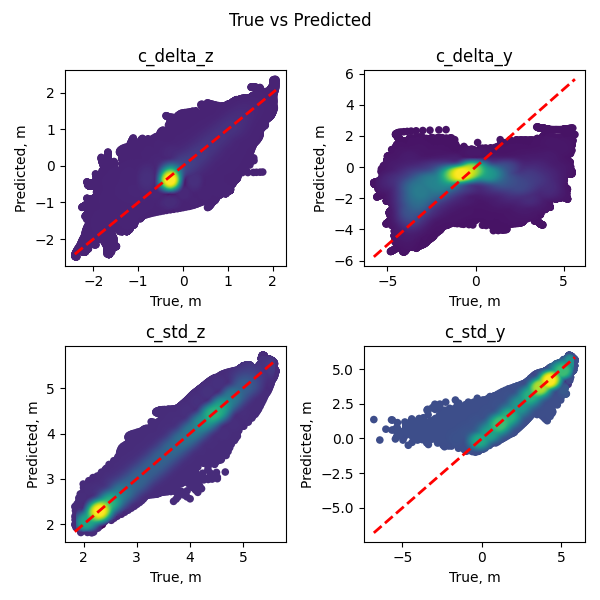 True vs Predicted
c_delta_z
Predicted, m
2
1
0
−1
−2
−2 −1 0 1 2
True, m
c_delta_y
Predicted, m
6
4
2
0
−2
−4
−6
−5 0 5
True, m
c_std_z
Predicted, m
5
4
3
2
2 3 4 5
True, m
c_std_y
Predicted, m
5.0
2.5
0.0
−2.5
−5.0
−5 0 5
True, m